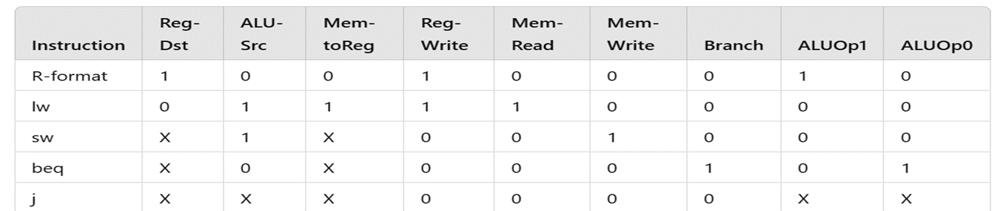 Instruction Reg-Dst ALU-Src Mem-toReg Reg-Write Mem-Read Mem-Write Branch ALUOp1 ALUOp0
R-format 1 0 0 1 0 0 0 1 0
lw 0 1 1 1 1 0 0 0 0
sw X 1 X 0 0 1 0 0 0
beq X 0 X 0 0 0 1 0 1
j X X X 0 0 0 0 X X